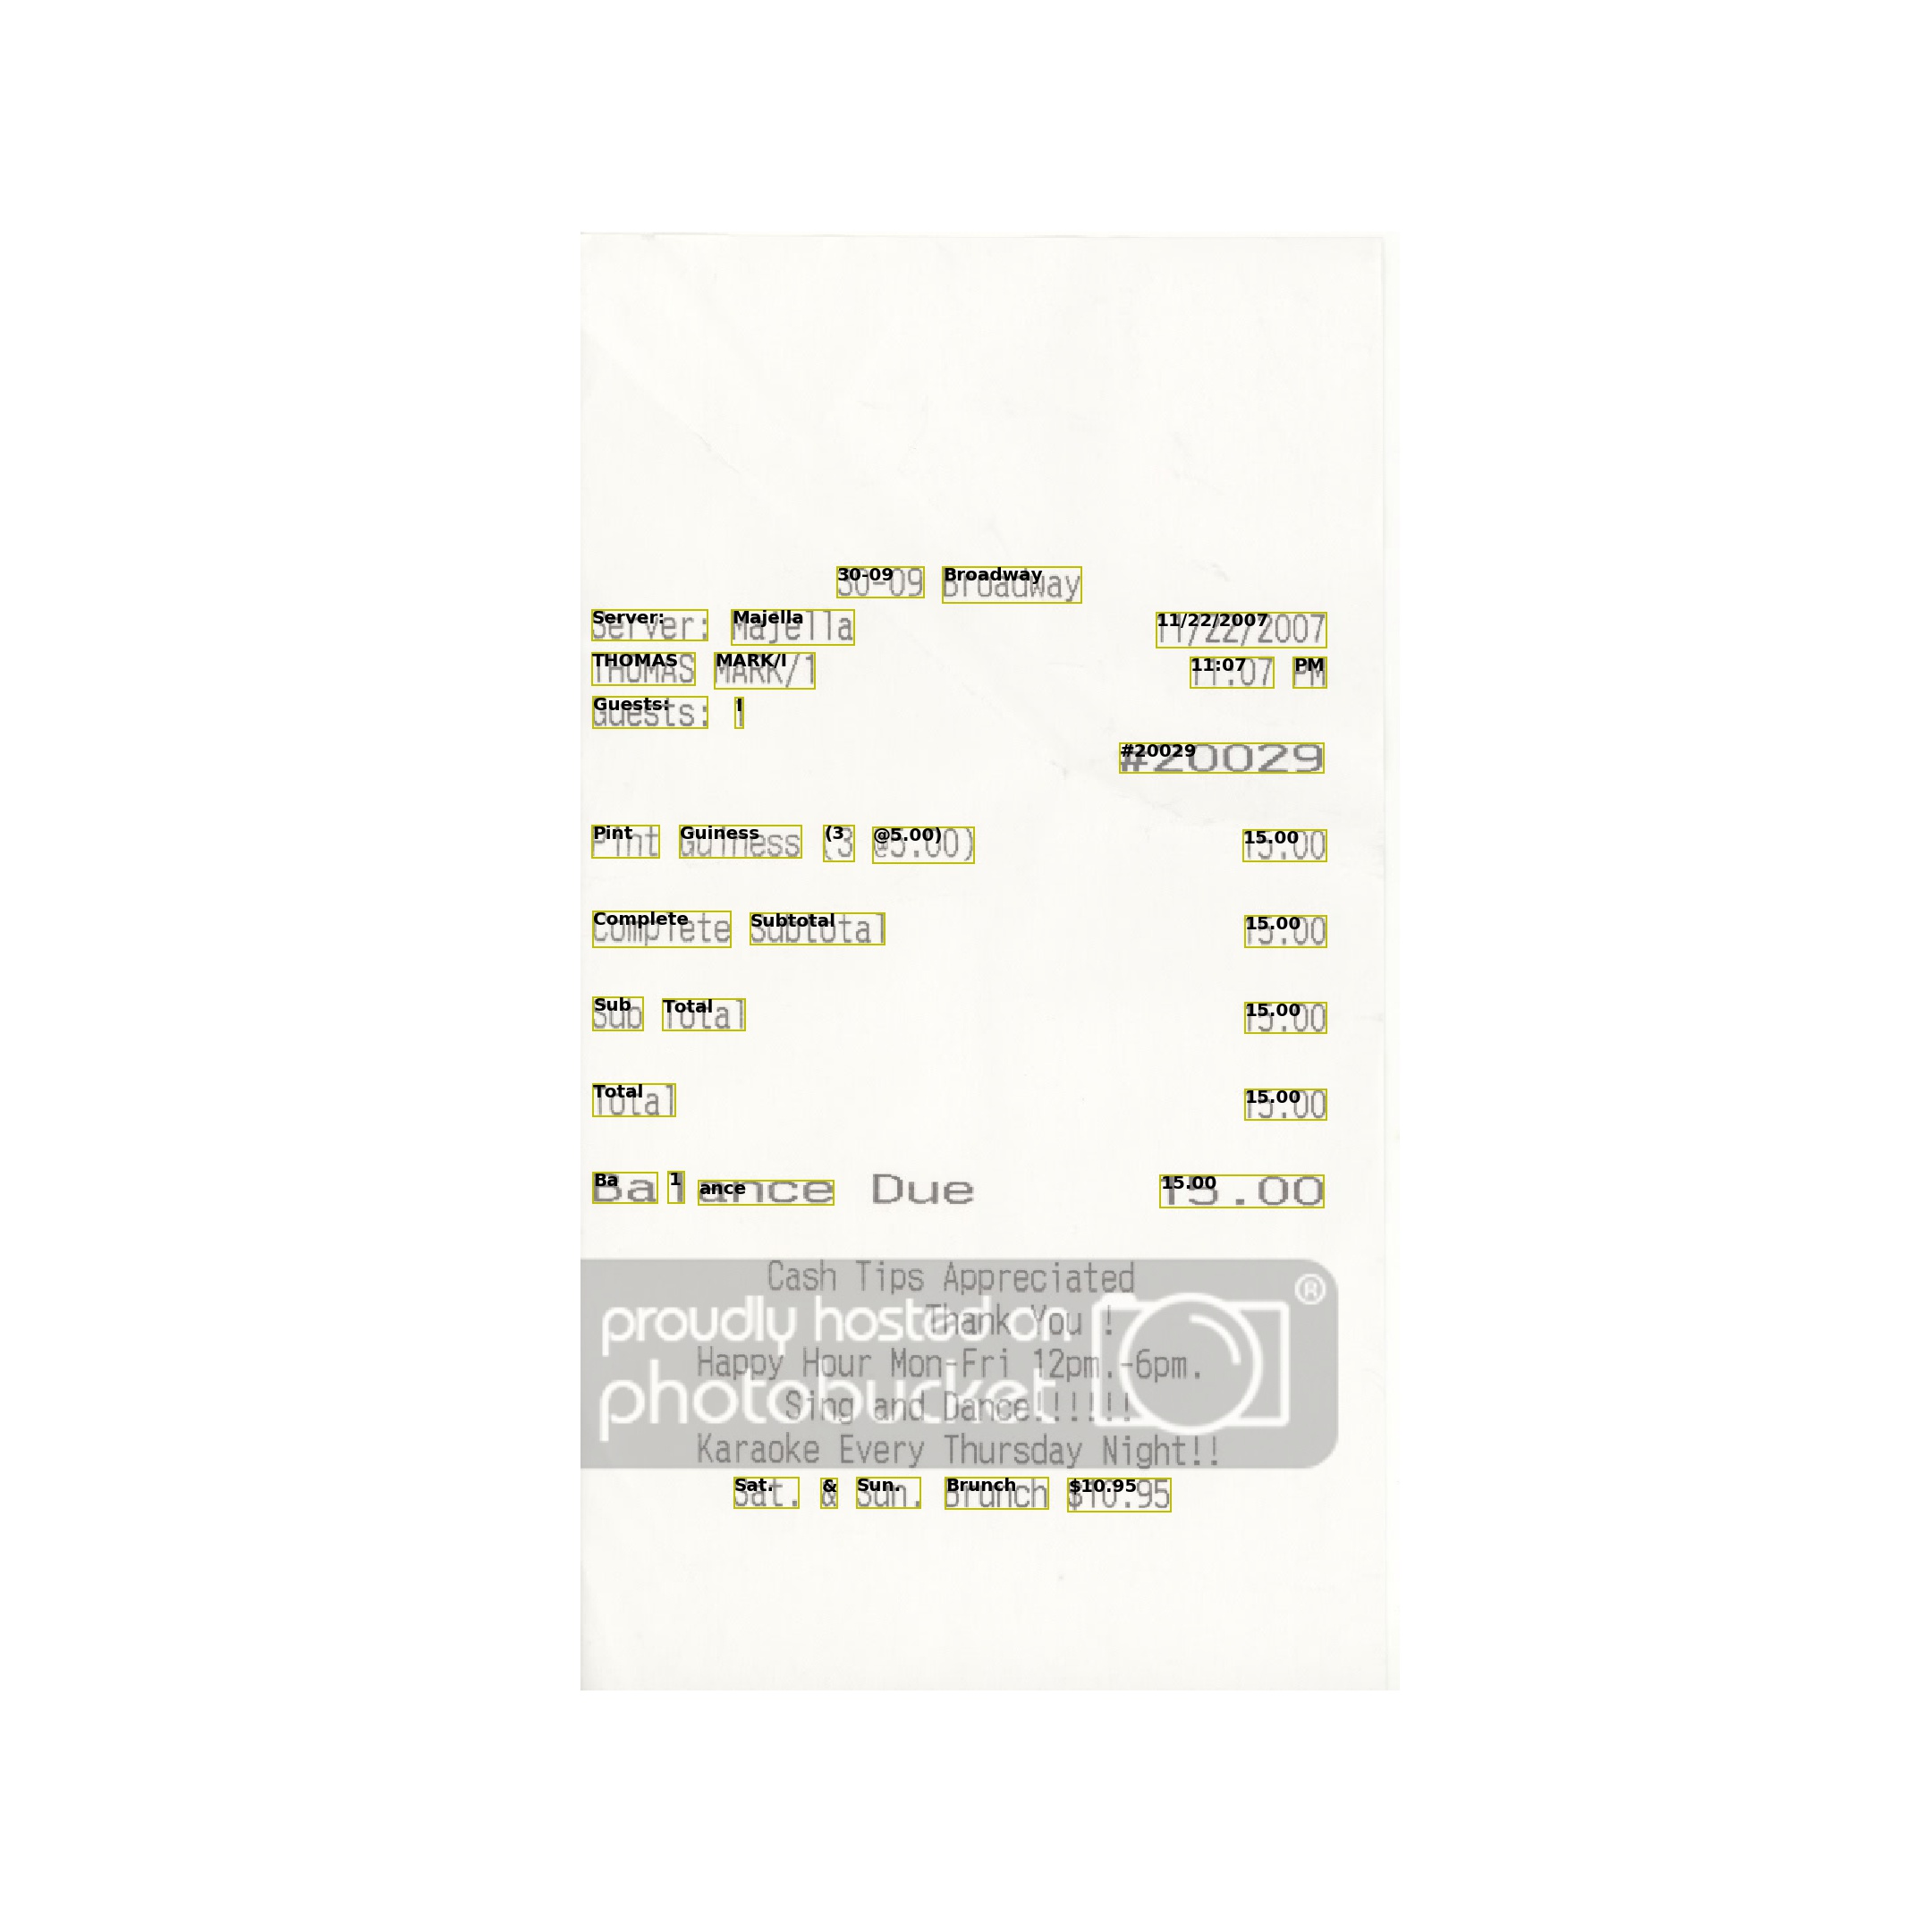 30-09 Broadway
Server: Majella 11/22/2007
THOMAS MARK/1 11:07 PM
Guests: 1
#20029
Pint Guiness (3 @5.00) 15.00
Complete Subtotal 15.00
Sub Total 15.00
Total 15.00
Balance Due 15.00
Cash Tips Appreciated
Thank You !
proudly hosted on
Happy Hour Mon-Fri 12pm.-6pm.
photobucket
Sing and Dance!!!!!!
Karaoke Every Thursday Night!!
Sat. & Sun. Brunch $10.95